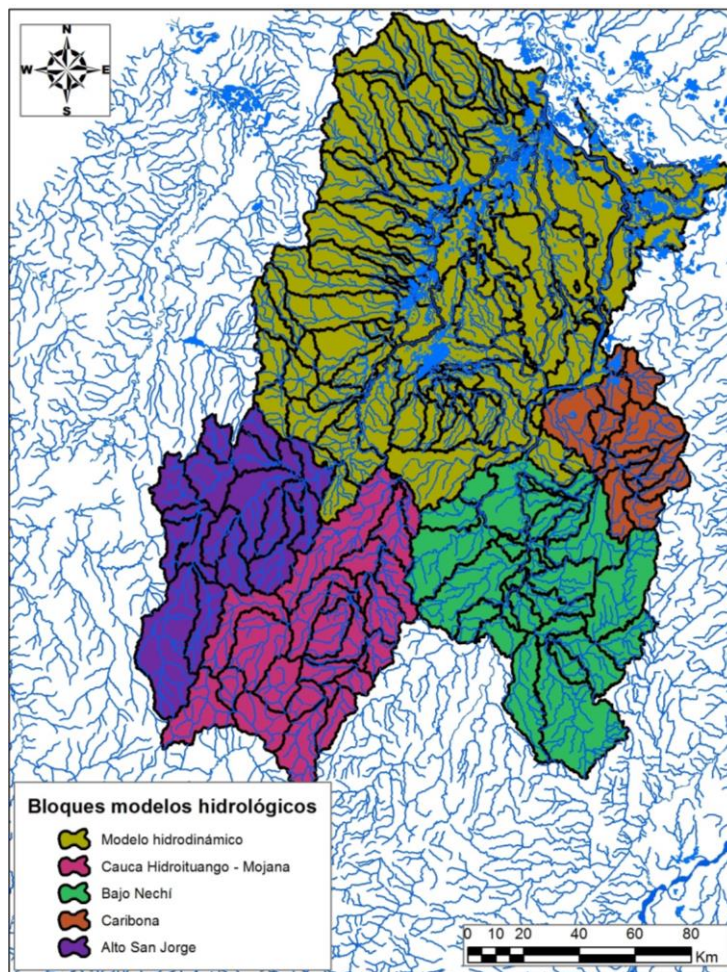 N
W E
S
Bloques modelos hidrológicos
Modelo hidrodinámico
Cauca Hidroituango - Mojana
Bajo Nechí
Caribona
Alto San Jorge
0 10 20 40 60 80
Km